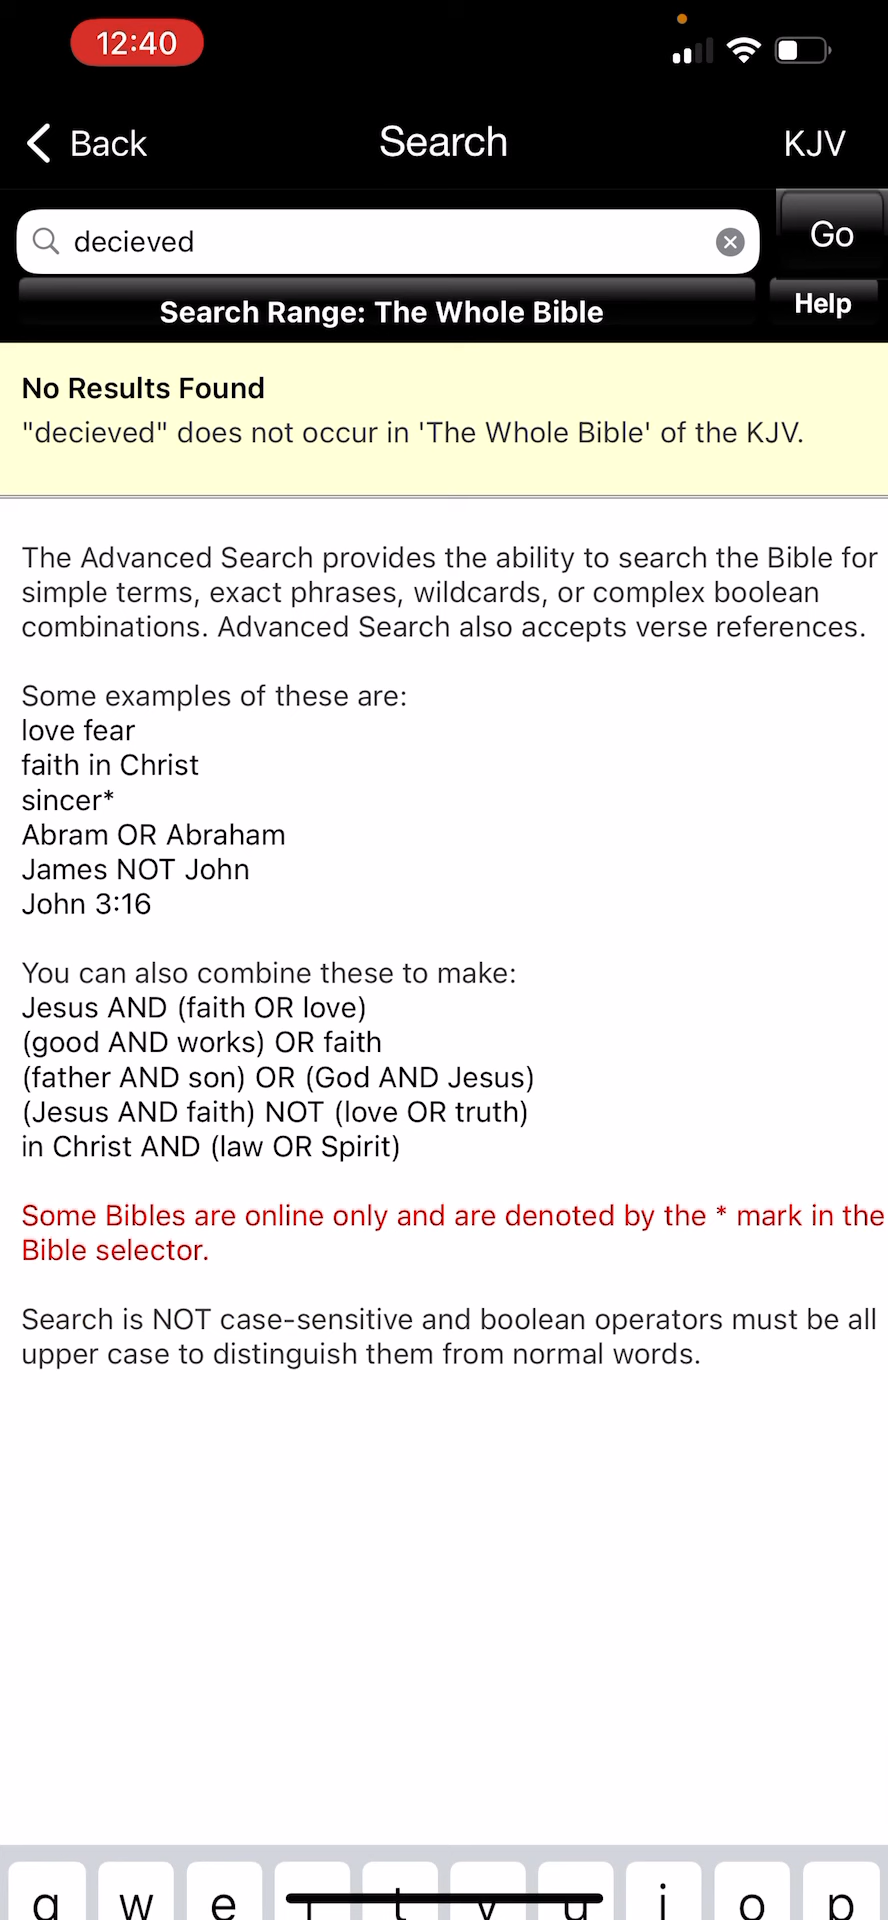 12:40
Back
Search
KJV
decieved
Go
Search Range: The Whole Bible
Help
No Results Found
"decieved" does not occur in 'The Whole Bible' of the KJV.
The Advanced Search provides the ability to search the Bible for
simple terms, exact phrases, wildcards, or complex boolean
combinations. Advanced Search also accepts verse references.
Some examples of these are:
love fear
faith in Christ
sincer*
Abram OR Abraham
James NOT John
John 3:16
You can also combine these to make:
Jesus AND (faith OR love)
(good AND works) OR faith
(father AND son) OR (God AND Jesus)
(Jesus AND faith) NOT (love OR truth)
in Christ AND (law OR Spirit)
Some Bibles are online only and are denoted by the * mark in the
Bible selector.
Search is NOT case-sensitive and boolean operators must be all
upper case to distinguish them from normal words.
q w e r t y u i o p